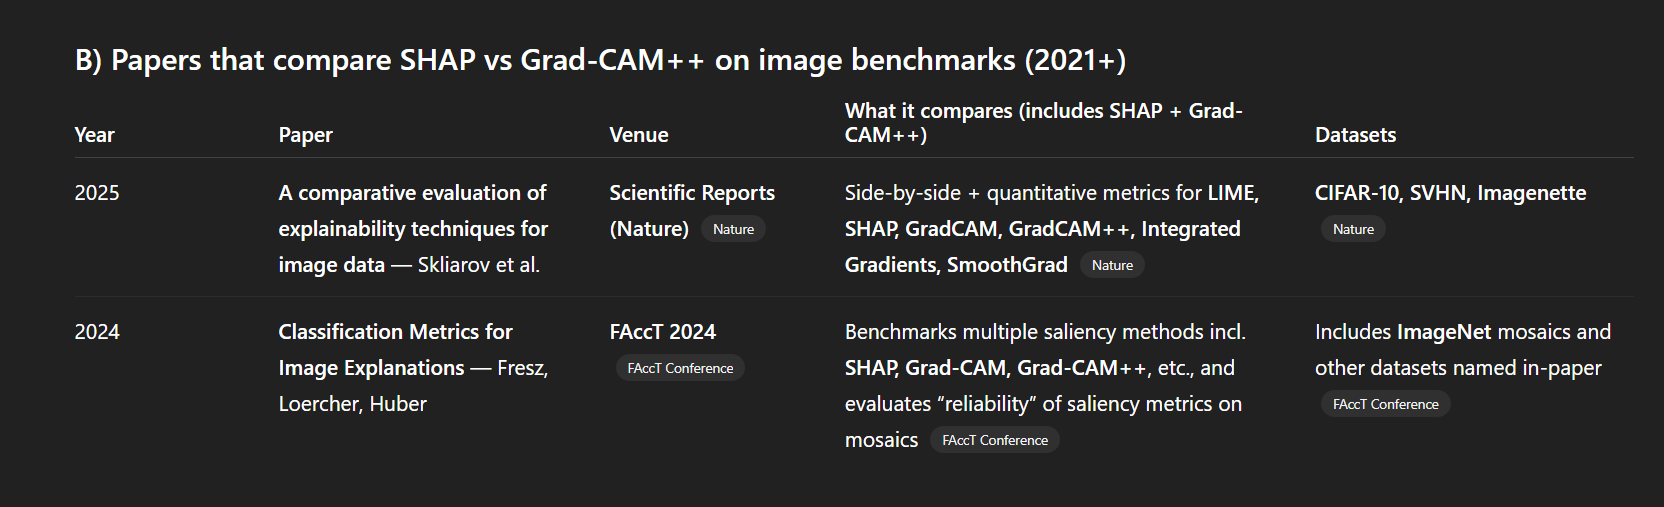 B) Papers that compare SHAP vs Grad-CAM++ on image benchmarks (2021+)
What it compares (includes SHAP + Grad-
Year Paper Venue CAM++) Datasets
2025 A comparative evaluation of Scientific Reports Side-by-side + quantitative metrics for LIME, CIFAR-10, SVHN, Imagenette
explainability techniques for (Nature) Nature SHAP, GradCAM, GradCAM++, Integrated Nature
image data — Skliarov et al. Gradients, SmoothGrad Nature
2024 Classification Metrics for FAccT 2024 Benchmarks multiple saliency methods incl. Includes ImageNet mosaics and
Image Explanations — Fresz, FAccT Conference SHAP, Grad-CAM, Grad-CAM++, etc., and other datasets named in-paper
Loercher, Huber evaluates “reliability” of saliency metrics on FAccT Conference
mosaics FAccT Conference